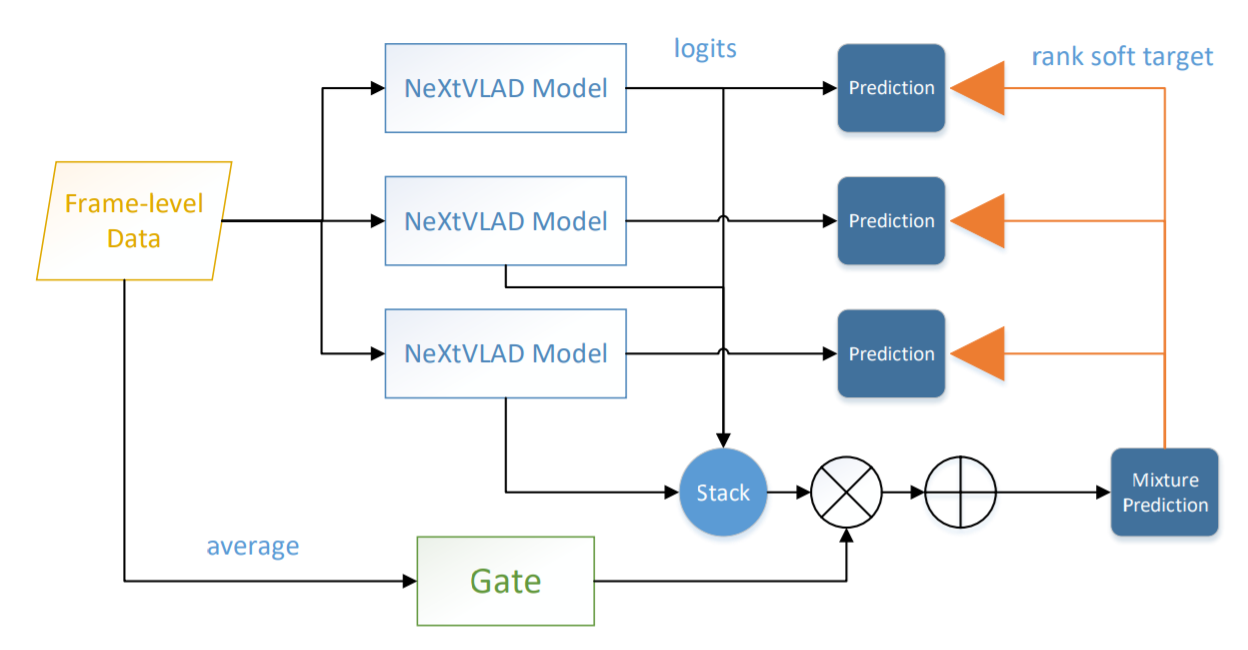 logits
rank soft target
NeXtVLAD Model
Prediction
Frame-level
Data
NeXtVLAD Model
Prediction
NeXtVLAD Model
Prediction
Stack
Mixture
Prediction
average
Gate